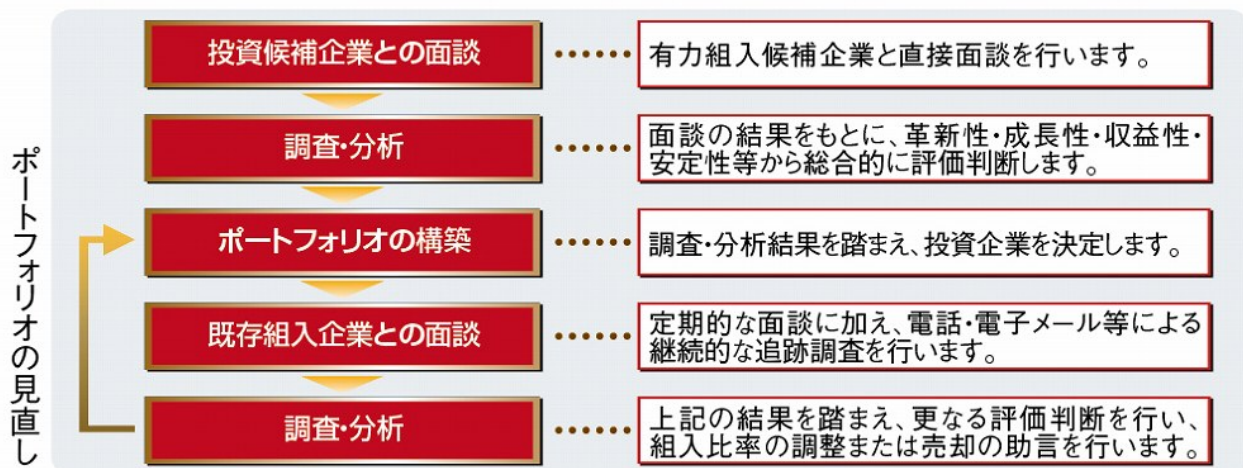 投資候補企業との面談
有力組入候補企業と直接面談を行います。
調査・分析
面談の結果をもとに、革新性・成長性・収益性・
安定性等から総合的に評価判断します。
ポートフォリオの構築
調査・分析結果を踏まえ、投資企業を決定します。
既存組入企業との面談
定期的な面談に加え、電話・電子メール等による
継続的な追跡調査を行います。
調査・分析
上記の結果を踏まえ、更なる評価判断を行い、
組入比率の調整または売却の助言を行います。
ポートフォリオの見直し